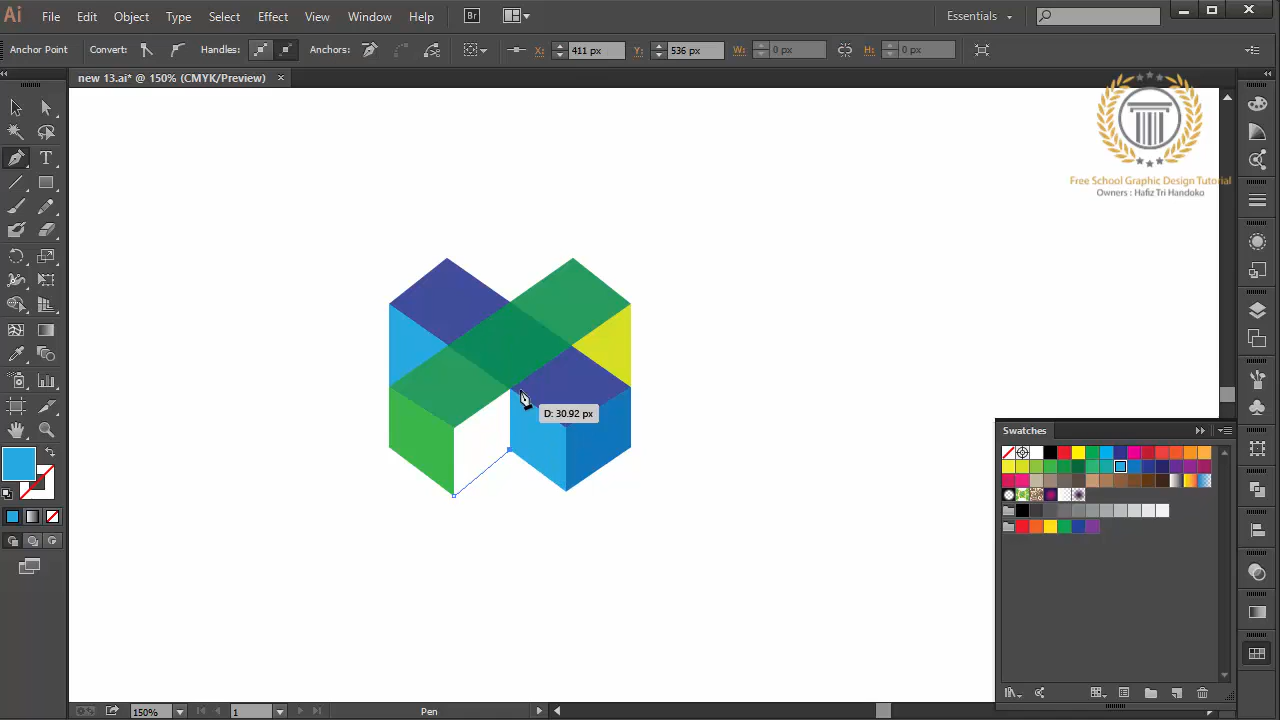 Ai File Edit Object Type Select Effect View Window Help Br Essentials
Anchor Point Convert: Handles: Anchors: X: 411 px Y: 536 px W: 0 px H: 0 px
new 13.ai* @ 150% (CMYK/Preview) ×
Free School Graphic Design Tutorial
Owners : Hafiz Tri Handoko
D: 30.92 px
Swatches
150% 1 Pen